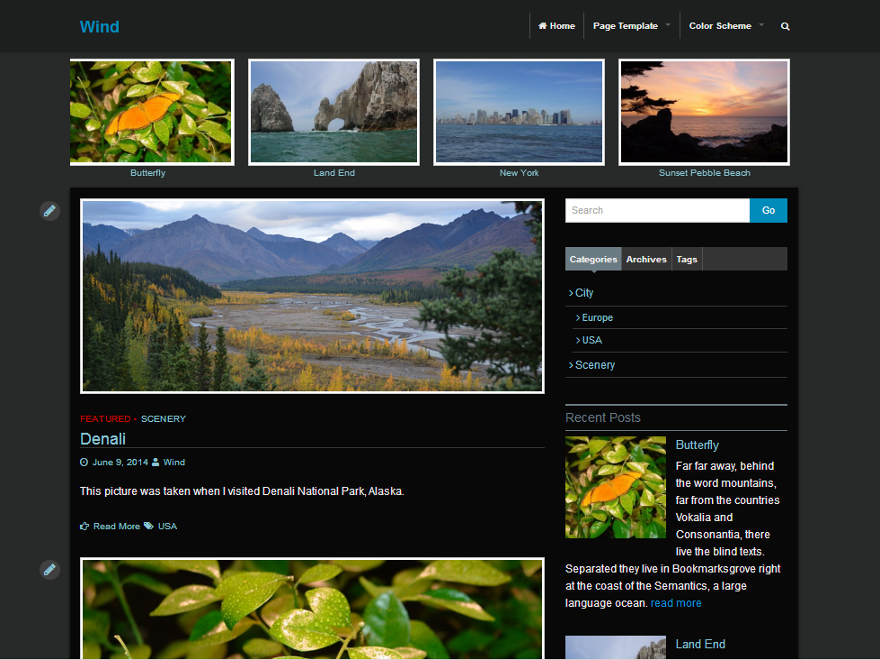 Wind
Home
Page Template
Color Scheme
Butterfly
Land End
New York
Sunset Pebble Beach
FEATURED - SCENERY
Denali
June 9, 2014 Wind
This picture was taken when I visited Denali National Park, Alaska.
Read More USA
Search
Go
Categories
Archives
Tags
City
Europe
USA
Scenery
Recent Posts
Butterfly
Far far away, behind
the word mountains,
far from the countries
Vokalia and
Consonantia, there
live the blind texts.
Separated they live in Bookmarksgrove right
at the coast of the Semantics, a large
language ocean. read more
Land End